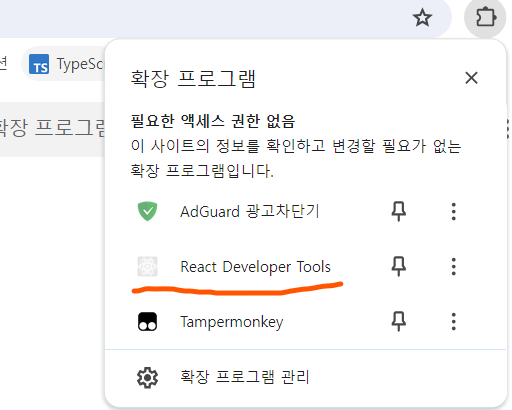 션
TS TypeSc
확장 프로그램
확장 프로그램
필요한 액세스 권한 없음
이 사이트의 정보를 확인하고 변경할 필요가 없는
확장 프로그램입니다.
AdGuard 광고차단기
React Developer Tools
Tampermonkey
확장 프로그램 관리